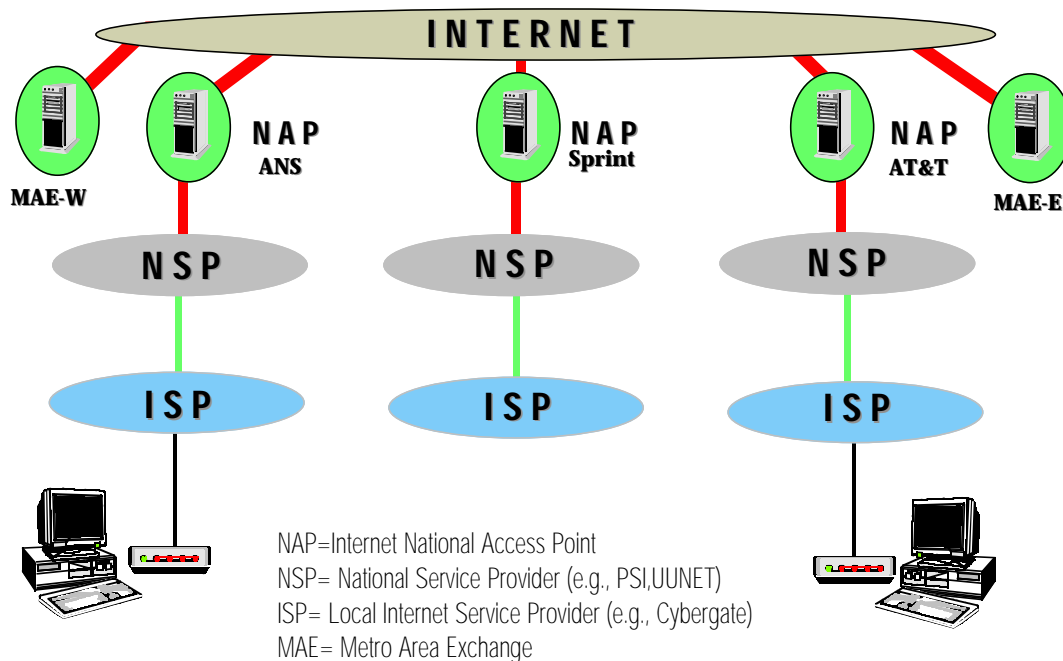 INTERNET
NAP
ANS
NAP
Sprint
NAP
AT&T
MAE-W
MAE-E
NSP
NSP
NSP
ISP
ISP
ISP
NAP=Internet National Access Point
NSP= National Service Provider (e.g., PSI,UUNET)
ISP= Local Internet Service Provider (e.g., Cybergate)
MAE= Metro Area Exchange